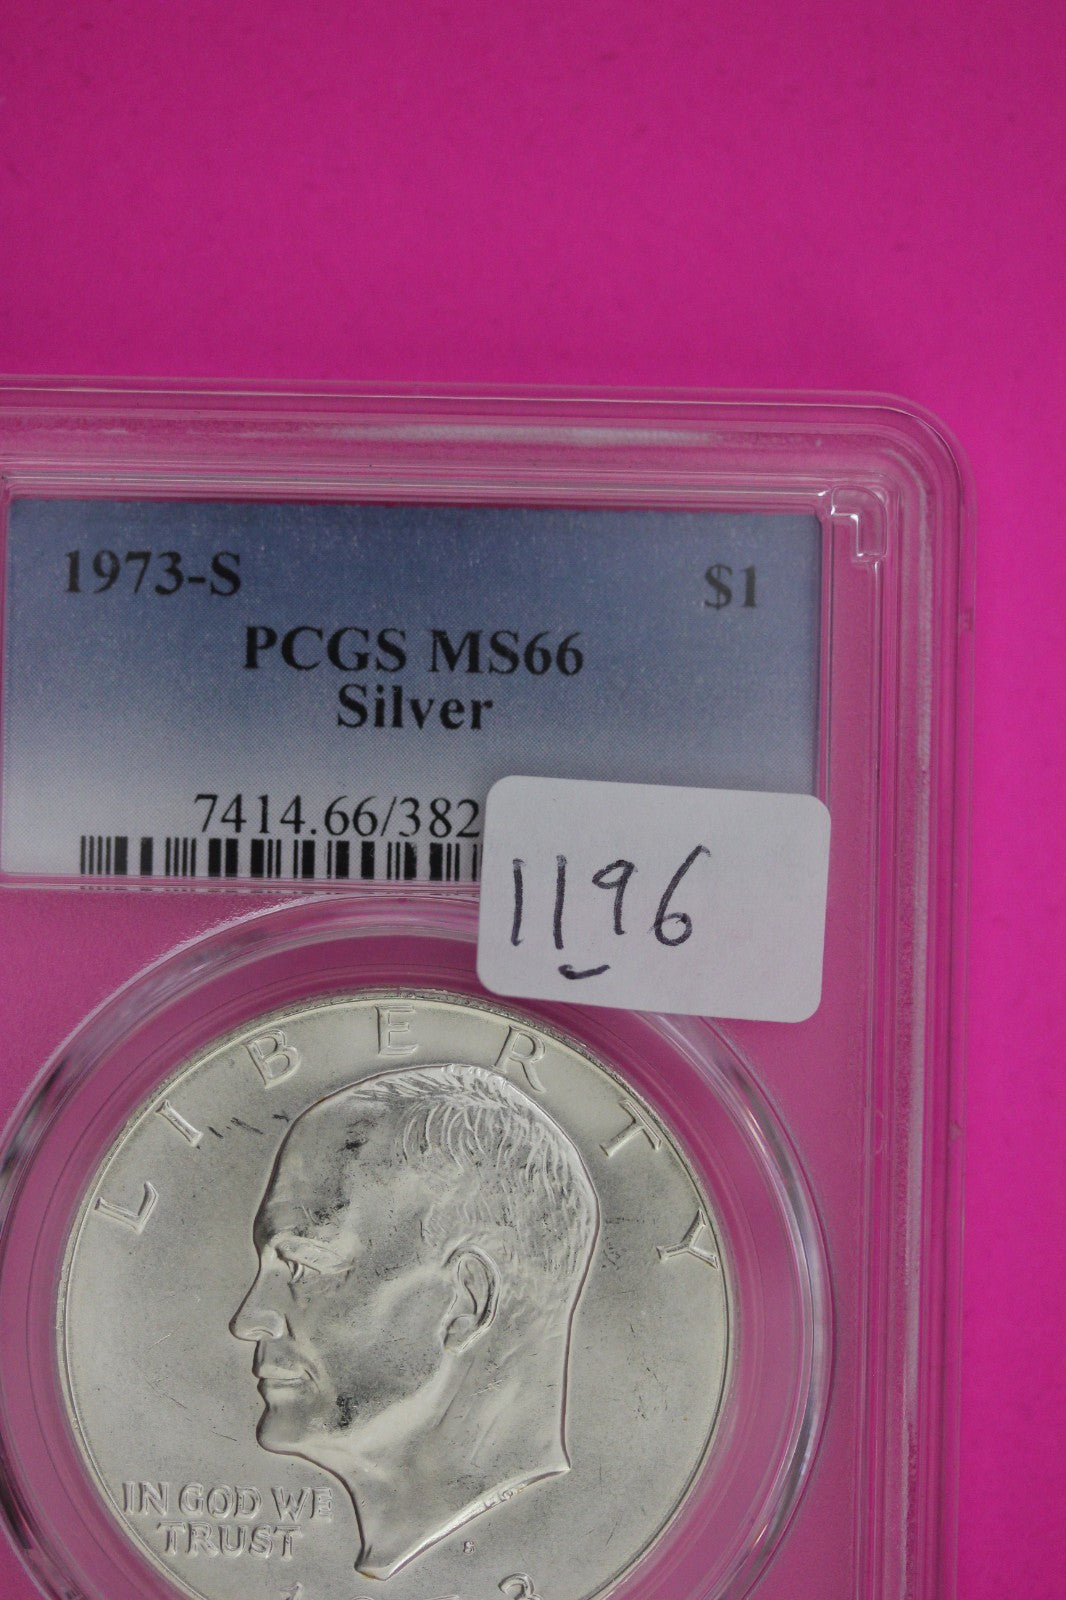 1973-S $1
PCGS MS66
Silver
7414.66/382
1196
LIBERTY
IN GOD WE
TRUST
S